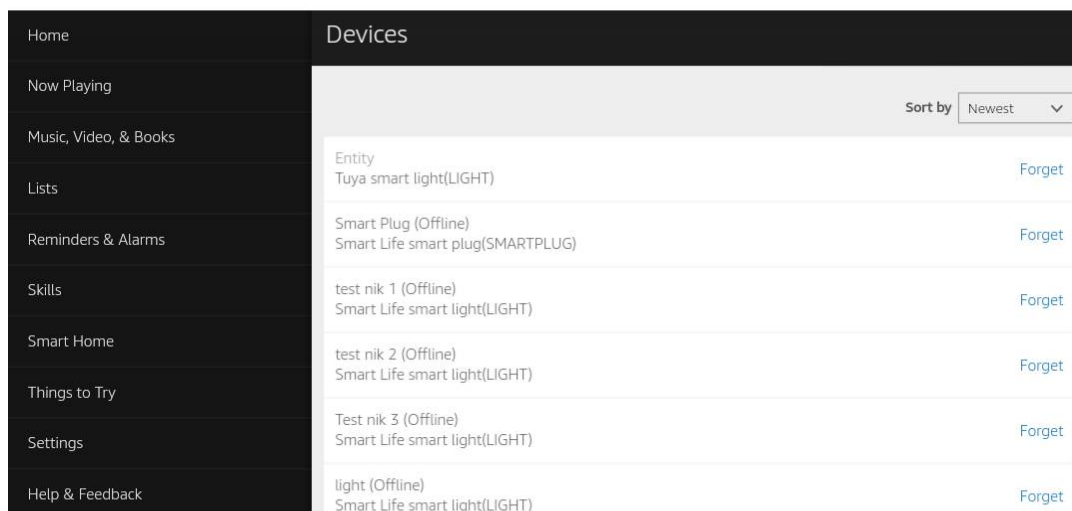 Home
Now Playing
Music, Video, & Books
Lists
Reminders & Alarms
Skills
Smart Home
Things to Try
Settings
Help & Feedback
Devices
Sort by Newest
Entity
Tuya smart light(LIGHT)
Forget
Smart Plug (Offline)
Smart Life smart plug(SMARTPLUG)
Forget
test nik 1 (Offline)
Smart Life smart light(LIGHT)
Forget
test nik 2 (Offline)
Smart Life smart light(LIGHT)
Forget
Test nik 3 (Offline)
Smart Life smart light(LIGHT)
Forget
light (Offline)
Smart Life smart light(LIGHT)
Forget